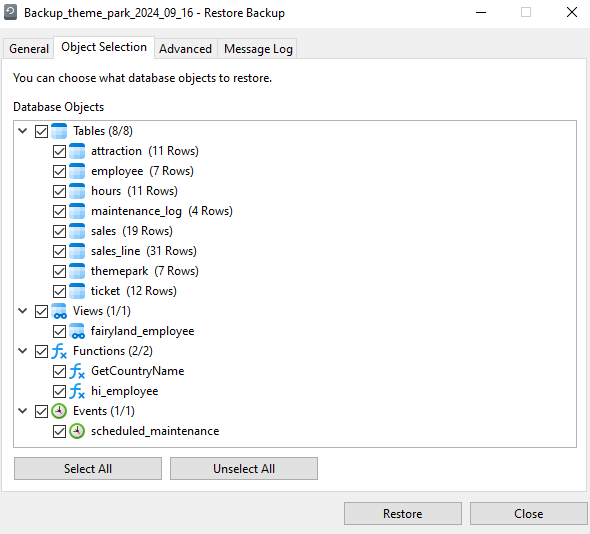 Backup_theme_park_2024_09_16 - Restore Backup
General Object Selection Advanced Message Log
You can choose what database objects to restore.
Database Objects
Tables (8/8)
attraction (11 Rows)
employee (7 Rows)
hours (11 Rows)
maintenance_log (4 Rows)
sales (19 Rows)
sales_line (31 Rows)
themepark (7 Rows)
ticket (12 Rows)
Views (1/1)
fairyland_employee
Functions (2/2)
GetCountryName
hi_employee
Events (1/1)
scheduled_maintenance
Select All Unselect All
Restore Close